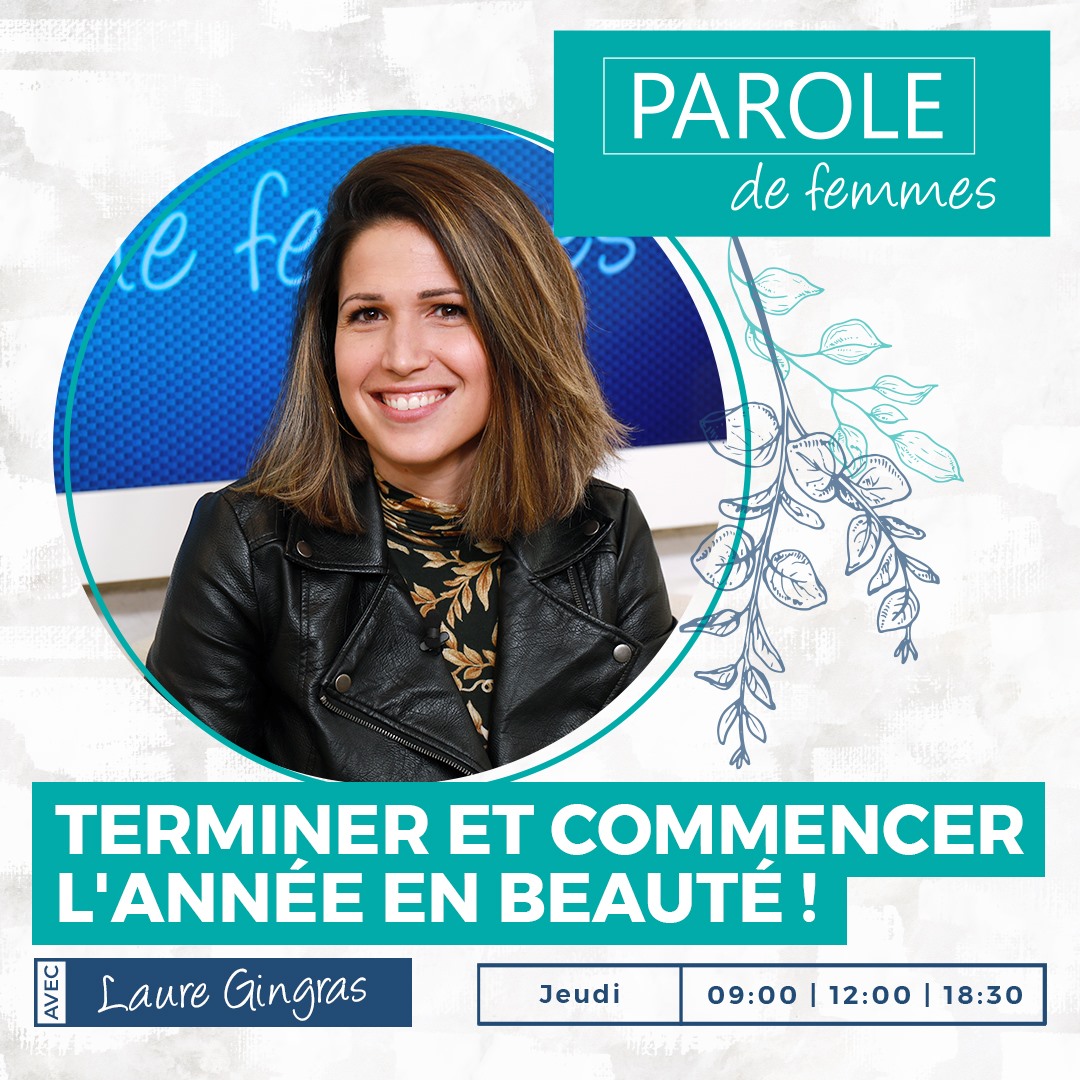 PAROLE
de femmes
TERMINER ET COMMENCER
L'ANNÉE EN BEAUTÉ !
AVEC
Laure Gingras
Jeudi
09:00 | 12:00 | 18:30